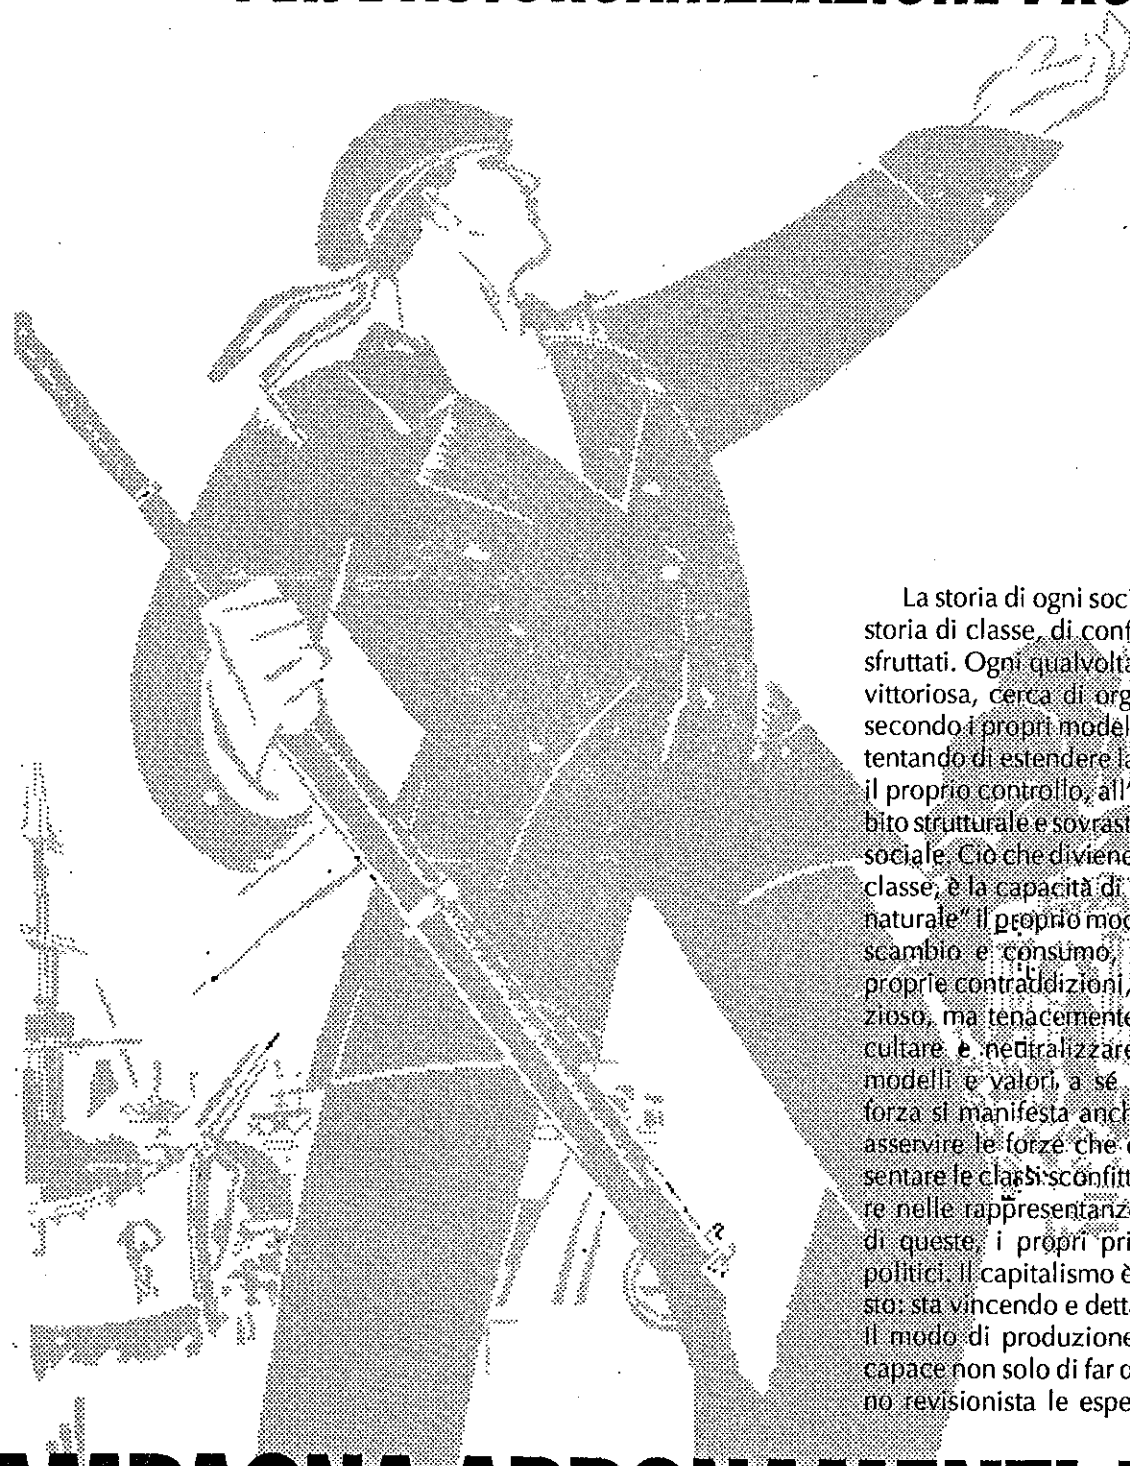 La storia di ogni soc
storia di classe, di conf
sfruttati. Ogni qualvolta
vittoriosa, cerca di org
secondo i propri model
tentando di estendere la
il proprio controllo, all'
bito strutturale e sovrast
sociale. Ciò che diviene
classe, è la capacità di
naturale" il proprio mod
scambio e consumo,
proprie contraddizioni,
zioso, ma tenacemente
cultare e neutralizzare
modelli e valori, a sé
forza si manifesta anch
asservire le forze che
sentare le classi sconfitt
re nelle rappresentanz
di queste, i propri pri
politici. Il capitalismo è
sto: sta vincendo e dett
Il modo di produzione
capace non solo di far
no revisionista le espe
AMPAGNA ABBONAMENTI